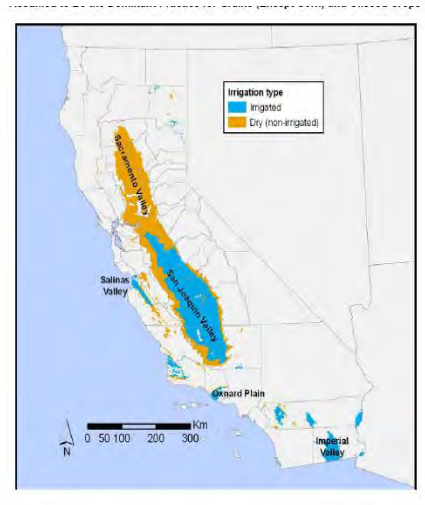 Irrigation type
Irrigated
Dry (non-irrigated)
Sacramento Valley
San Joaquin Valley
Salinas
Valley
Oxnard Plain
Imperial
Valley
Km
0 50 100 200 300
N